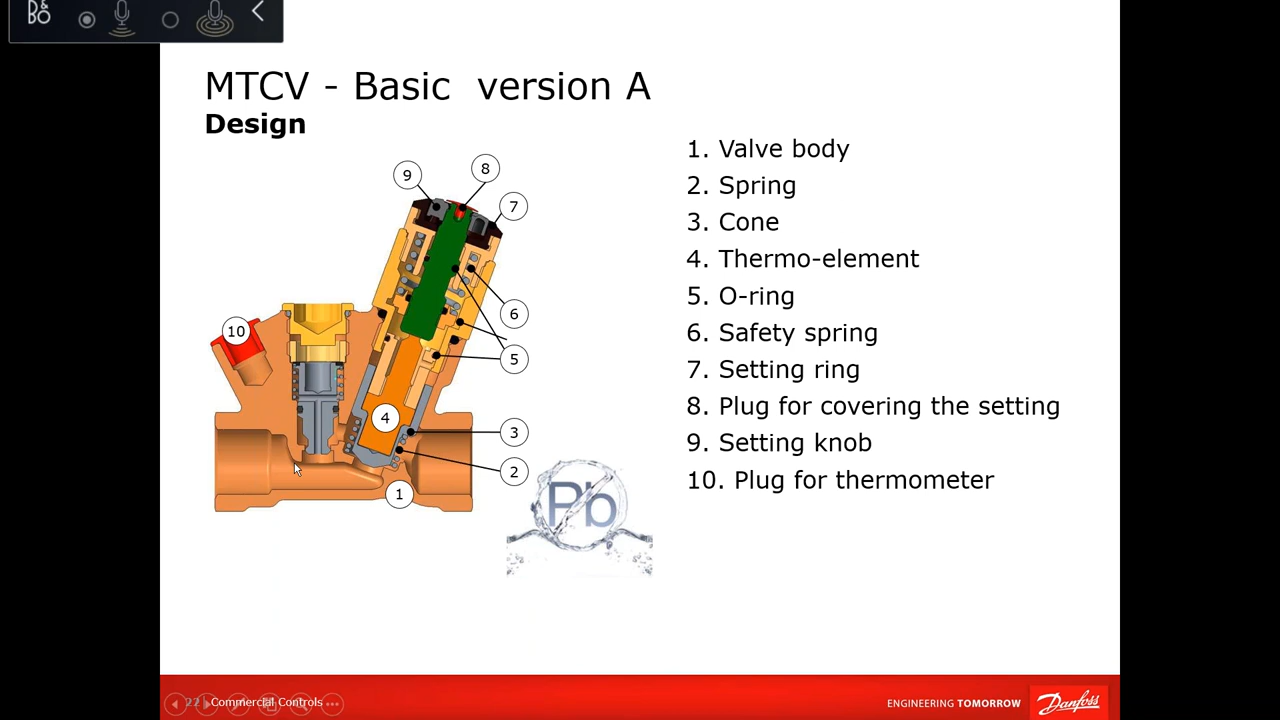 MTCV - Basic version A
Design
1. Valve body
2. Spring
3. Cone
4. Thermo-element
5. O-ring
6. Safety spring
7. Setting ring
8. Plug for covering the setting
9. Setting knob
10. Plug for thermometer
9
8
7
10
6
5
4
3
2
1
Pb
22
Commercial Controls
ENGINEERING TOMORROW
Danfoss